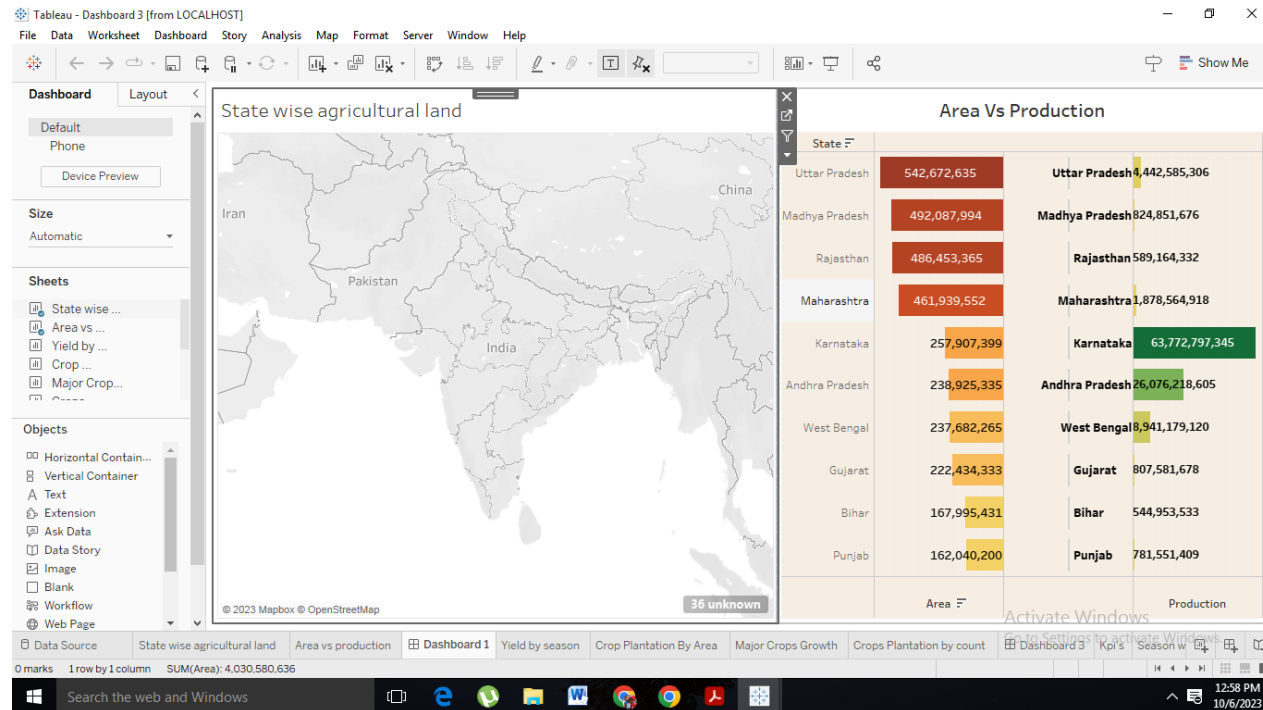 Tableau - Dashboard 3 [from LOCALHOST]
File Data Worksheet Dashboard Story Analysis Map Format Server Window Help
Show Me
Dashboard Layout
Default
Phone
Device Preview
Size
Automatic
Sheets
State wise ...
Area vs ...
Yield by ...
Crop ...
Major Crop...
Objects
Horizontal Contain...
Vertical Container
Text
Extension
Ask Data
Data Story
Image
Blank
Workflow
Web Page
State wise agricultural land
China
Iran
Pakistan
India
© 2023 Mapbox © OpenStreetMap
36 unknown
Area Vs Production
State
Uttar Pradesh 542,672,635 Uttar Pradesh 4,442,585,306
Madhya Pradesh 492,087,994 Madhya Pradesh 824,851,676
Rajasthan 486,453,365 Rajasthan 589,164,332
Maharashtra 461,939,552 Maharashtra 1,878,564,918
Karnataka 257,907,399 Karnataka 63,772,797,345
Andhra Pradesh 238,925,335 Andhra Pradesh 26,076,218,605
West Bengal 237,682,265 West Bengal 8,941,179,120
Gujarat 222,434,333 Gujarat 807,581,678
Bihar 167,995,431 Bihar 544,953,533
Punjab 162,040,200 Punjab 781,551,409
Area Production
Activate Windows
Go to Settings to activate Windows.
Data Source State wise agricultural land Area vs production Dashboard 1 Yield by season Crop Plantation By Area Major Crops Growth Crops Plantation by count Dashboard 3 Kpi's Season w
0 marks 1 row by 1 column SUM(Area): 4,030,580,636
Search the web and Windows
12:58 PM
10/6/2023